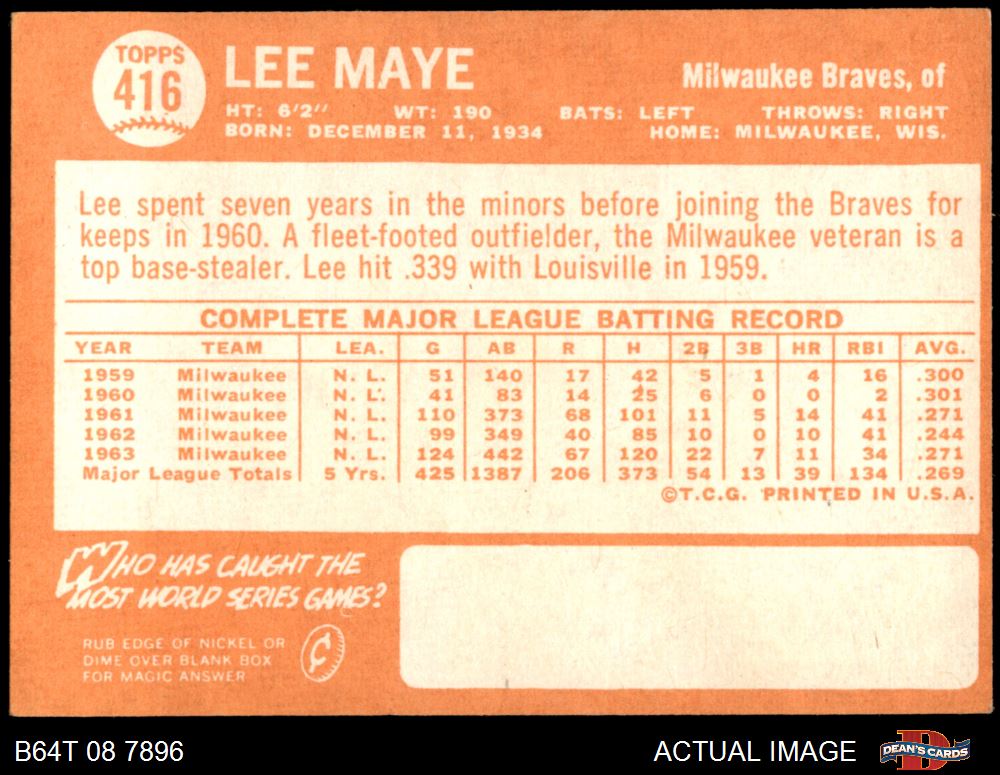 TOPPS
416
LEE MAYE
Milwaukee Braves, of
HT: 6'2" WT: 190 BATS: LEFT THROWS: RIGHT
BORN: DECEMBER 11, 1934 HOME: MILWAUKEE, WIS.
Lee spent seven years in the minors before joining the Braves for
keeps in 1960. A fleet-footed outfielder, the Milwaukee veteran is a
top base-stealer. Lee hit .339 with Louisville in 1959.
COMPLETE MAJOR LEAGUE BATTING RECORD
YEAR TEAM LEA. G AB R H 2B 3B HR RBI AVG.
1959 Milwaukee N. L. 51 140 17 42 5 1 4 16 .300
1960 Milwaukee N. L. 41 83 14 25 6 0 0 2 .301
1961 Milwaukee N. L. 110 373 68 101 11 5 14 41 .271
1962 Milwaukee N. L. 99 349 40 85 10 0 10 41 .244
1963 Milwaukee N. L. 124 442 67 120 22 7 11 34 .271
Major League Totals 5 Yrs. 425 1387 206 373 54 13 39 134 .269
©T.C.G. PRINTED IN U.S.A.
WHO HAS CAUGHT THE
MOST WORLD SERIES GAMES?
RUB EDGE OF NICKEL OR
DIME OVER BLANK BOX
FOR MAGIC ANSWER
¢
B64T 08 7896
ACTUAL IMAGE
DEAN'S CARDS